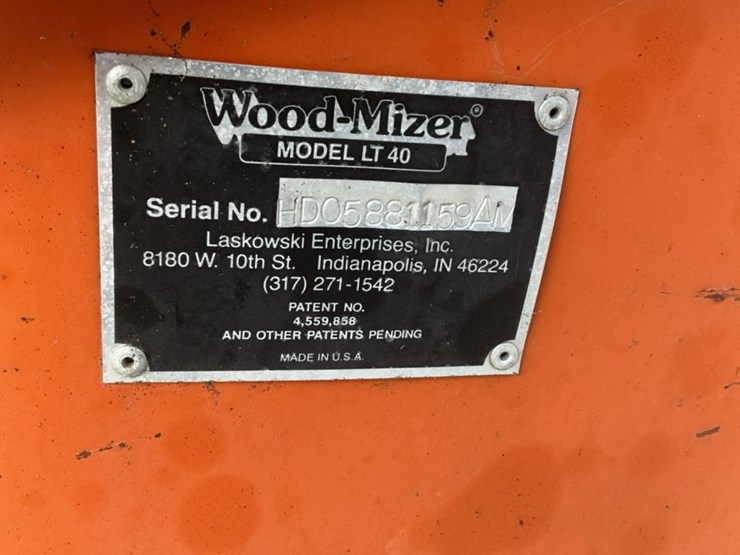 Wood-Mizer®
MODEL LT 40
Serial No. HD05881159AM
Laskowski Enterprises, Inc.
8180 W. 10th St. Indianapolis, IN 46224
(317) 271-1542
PATENT NO.
4,559,858
AND OTHER PATENTS PENDING
MADE IN U.S.A.